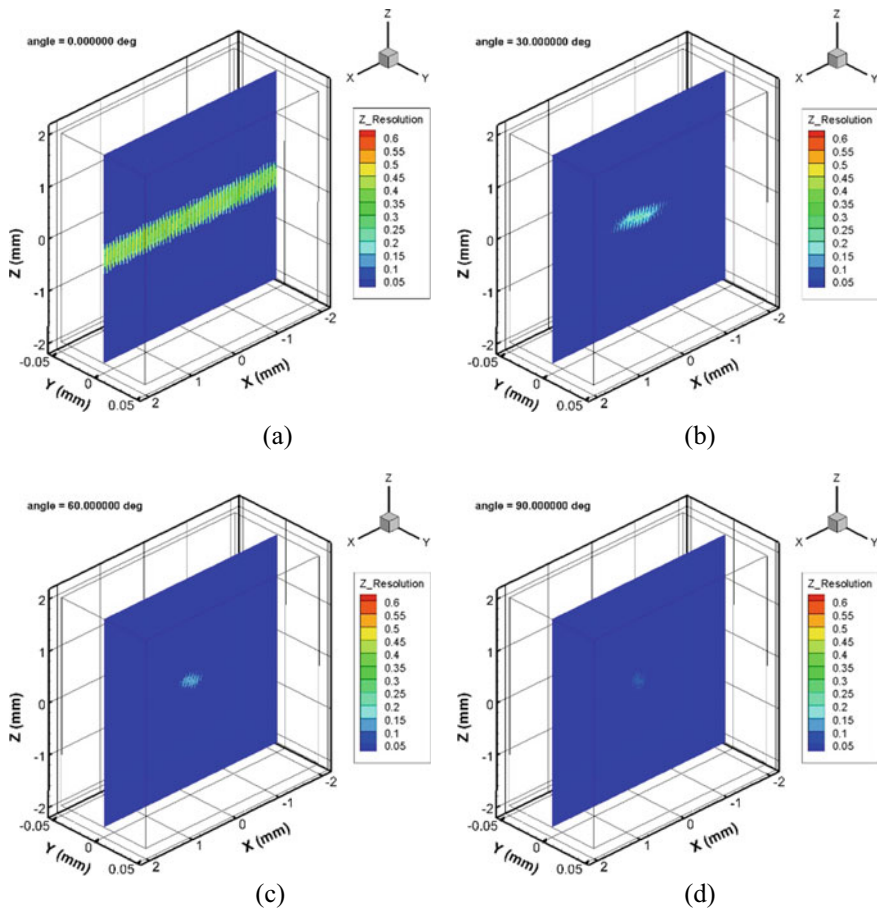 angle = 0.000000 deg
Z
X
Y
Z_Resolution
0.6
0.55
0.5
0.45
0.4
0.35
0.3
0.25
0.2
0.15
0.1
0.05
Z (mm)
2
1
0
-1
-2
-0.05
0
0.05
Y (mm)
2
1
0
-1
-2
X (mm)
(a)
angle = 30.000000 deg
Z
X
Y
Z_Resolution
0.6
0.55
0.5
0.45
0.4
0.35
0.3
0.25
0.2
0.15
0.1
0.05
Z (mm)
2
1
0
-1
-2
-0.05
0
0.05
Y (mm)
2
1
0
-1
-2
X (mm)
(b)
angle = 60.000000 deg
Z
X
Y
Z_Resolution
0.6
0.55
0.5
0.45
0.4
0.35
0.3
0.25
0.2
0.15
0.1
0.05
Z (mm)
2
1
0
-1
-2
-0.05
0
0.05
Y (mm)
2
1
0
-1
-2
X (mm)
(c)
angle = 90.000000 deg
Z
X
Y
Z_Resolution
0.6
0.55
0.5
0.45
0.4
0.35
0.3
0.25
0.2
0.15
0.1
0.05
Z (mm)
2
1
0
-1
-2
-0.05
0
0.05
Y (mm)
2
1
0
-1
-2
X (mm)
(d)